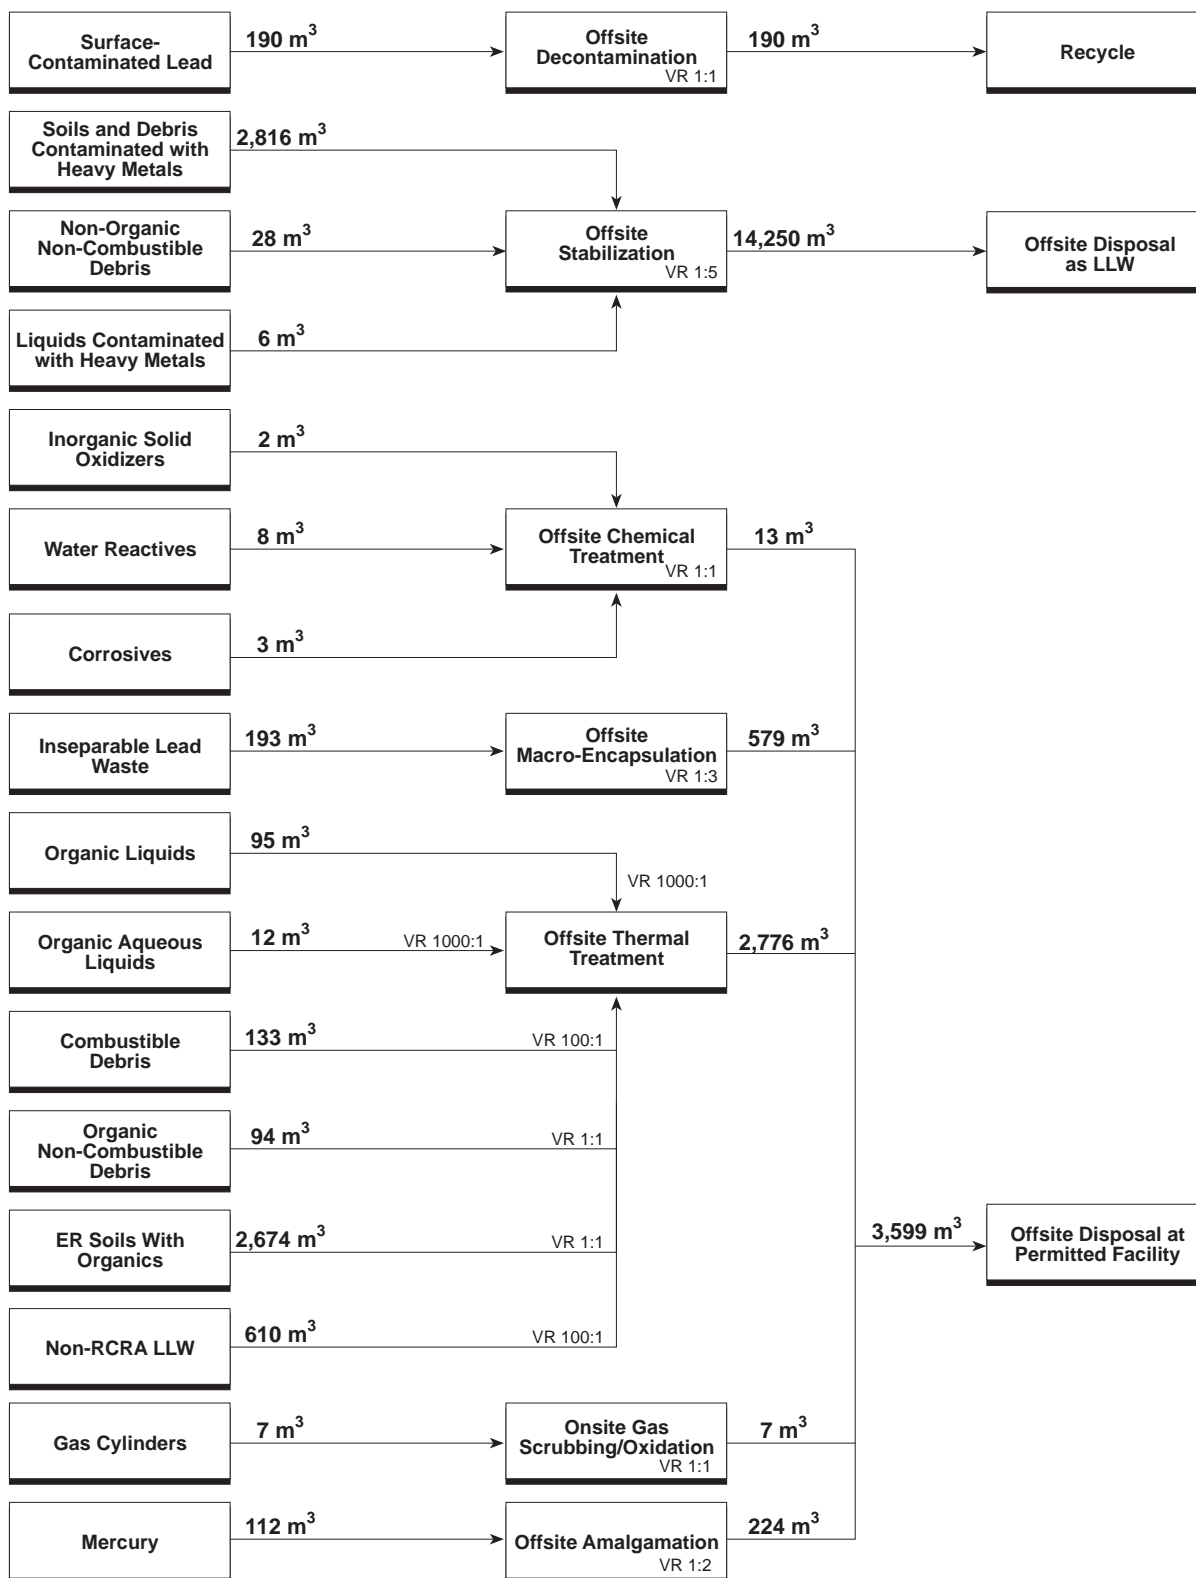 Surface-
Contaminated Lead
190 m³
Offsite
Decontamination
VR 1:1
190 m³
Recycle
Soils and Debris
Contaminated with
Heavy Metals
2,816 m³
Non-Organic
Non-Combustible
Debris
28 m³
Offsite
Stabilization
VR 1:5
14,250 m³
Offsite Disposal
as LLW
Liquids Contaminated
with Heavy Metals
6 m³
Inorganic Solid
Oxidizers
2 m³
Water Reactives
8 m³
Offsite Chemical
Treatment
VR 1:1
13 m³
Corrosives
3 m³
Inseparable Lead
Waste
193 m³
Offsite
Macro-Encapsulation
VR 1:3
579 m³
Organic Liquids
95 m³
VR 1000:1
Organic Aqueous
Liquids
12 m³
VR 1000:1
Offsite Thermal
Treatment
2,776 m³
Combustible
Debris
133 m³
VR 100:1
Organic
Non-Combustible
Debris
94 m³
VR 1:1
ER Soils With
Organics
2,674 m³
VR 1:1
3,599 m³
Offsite Disposal at
Permitted Facility
Non-RCRA LLW
610 m³
VR 100:1
Gas Cylinders
7 m³
Onsite Gas
Scrubbing/Oxidation
VR 1:1
7 m³
Mercury
112 m³
Offsite Amalgamation
VR 1:2
224 m³